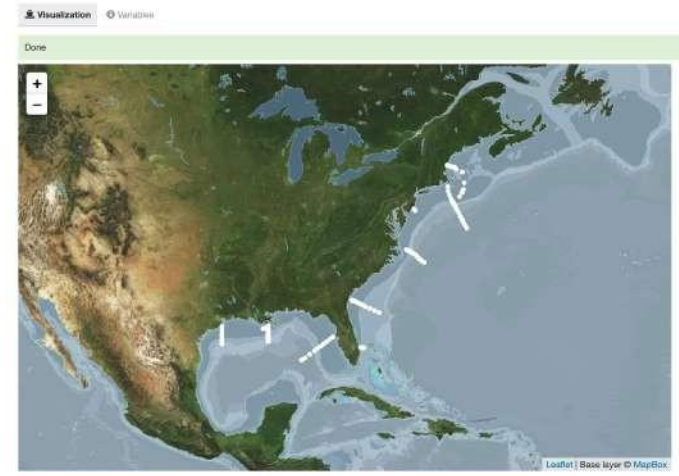 Visualization
Variables
Done
+
−
Leaflet | Base layer © MapBox